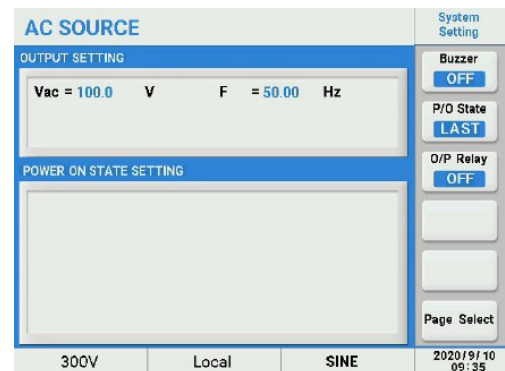 AC SOURCE
OUTPUT SETTING
Vac = 100.0 V F = 50.00 Hz
POWER ON STATE SETTING
300V Local SINE
System
Setting
Buzzer
OFF
P/O State
LAST
O/P Relay
OFF
Page Select
2020/9/10
09:35